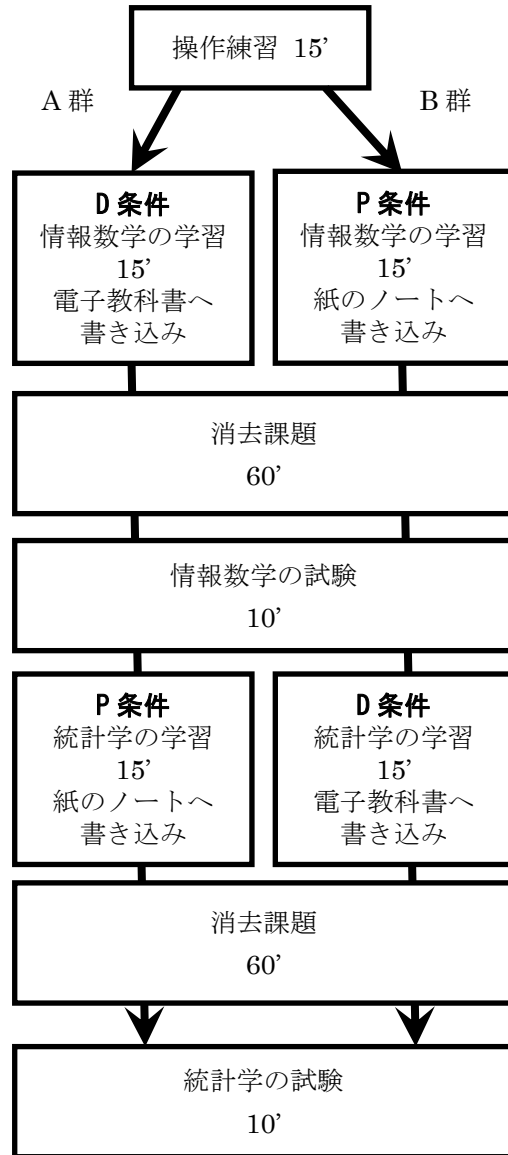 操作練習 15’
A 群
B 群
D 条件
情報数学の学習
15’
電子教科書へ
書き込み
P 条件
情報数学の学習
15’
紙のノートへ
書き込み
消去課題
60’
情報数学の試験
10’
P 条件
統計学の学習
15’
紙のノートへ
書き込み
D 条件
統計学の学習
15’
電子教科書へ
書き込み
消去課題
60’
統計学の試験
10’